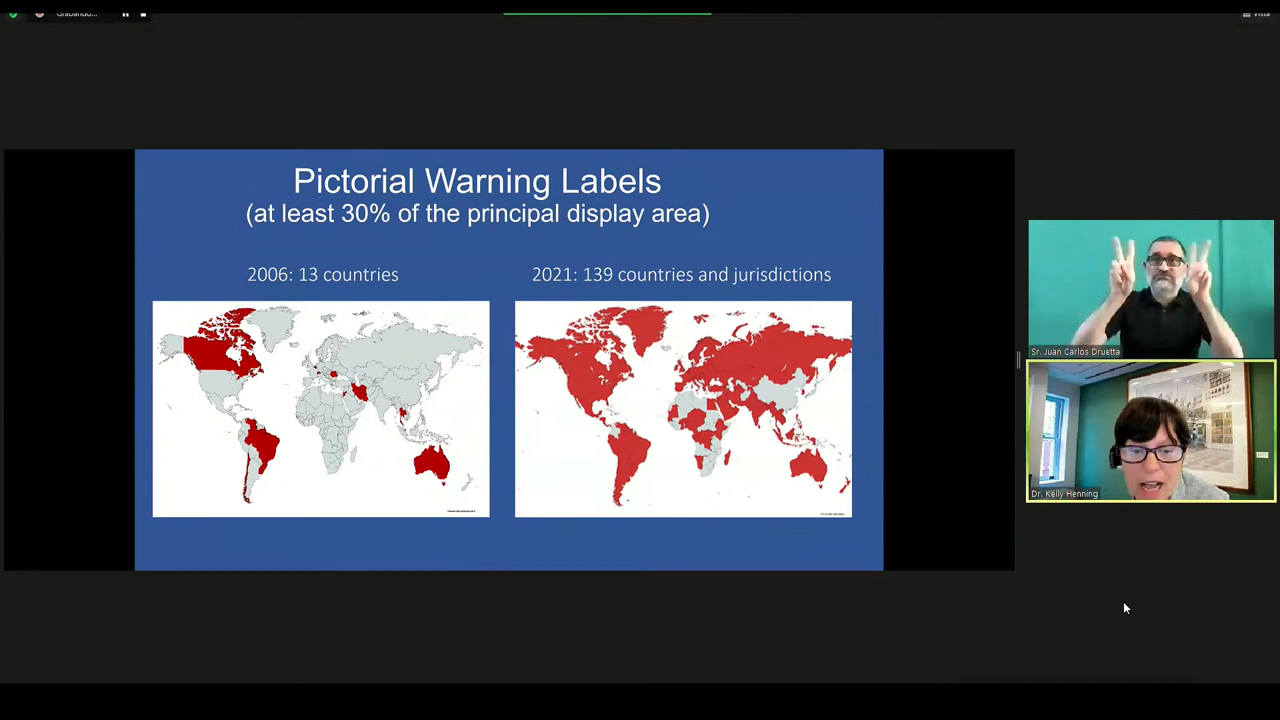 Grabando...
Vista
Pictorial Warning Labels
(at least 30% of the principal display area)
2006: 13 countries
2021: 139 countries and jurisdictions
Sr. Juan Carlos Druetta
Dr. Kelly Henning